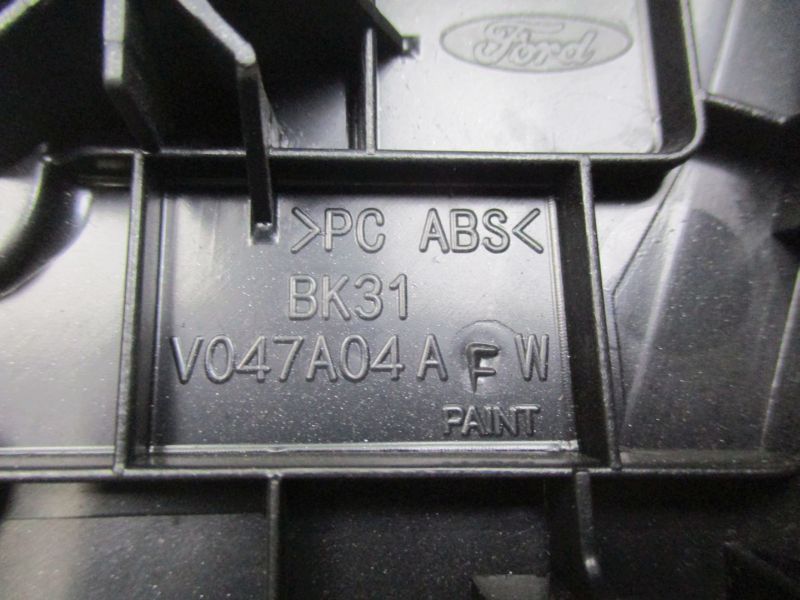 Ford
>PC ABS<
BK31
V047A04 A F W
PAINT